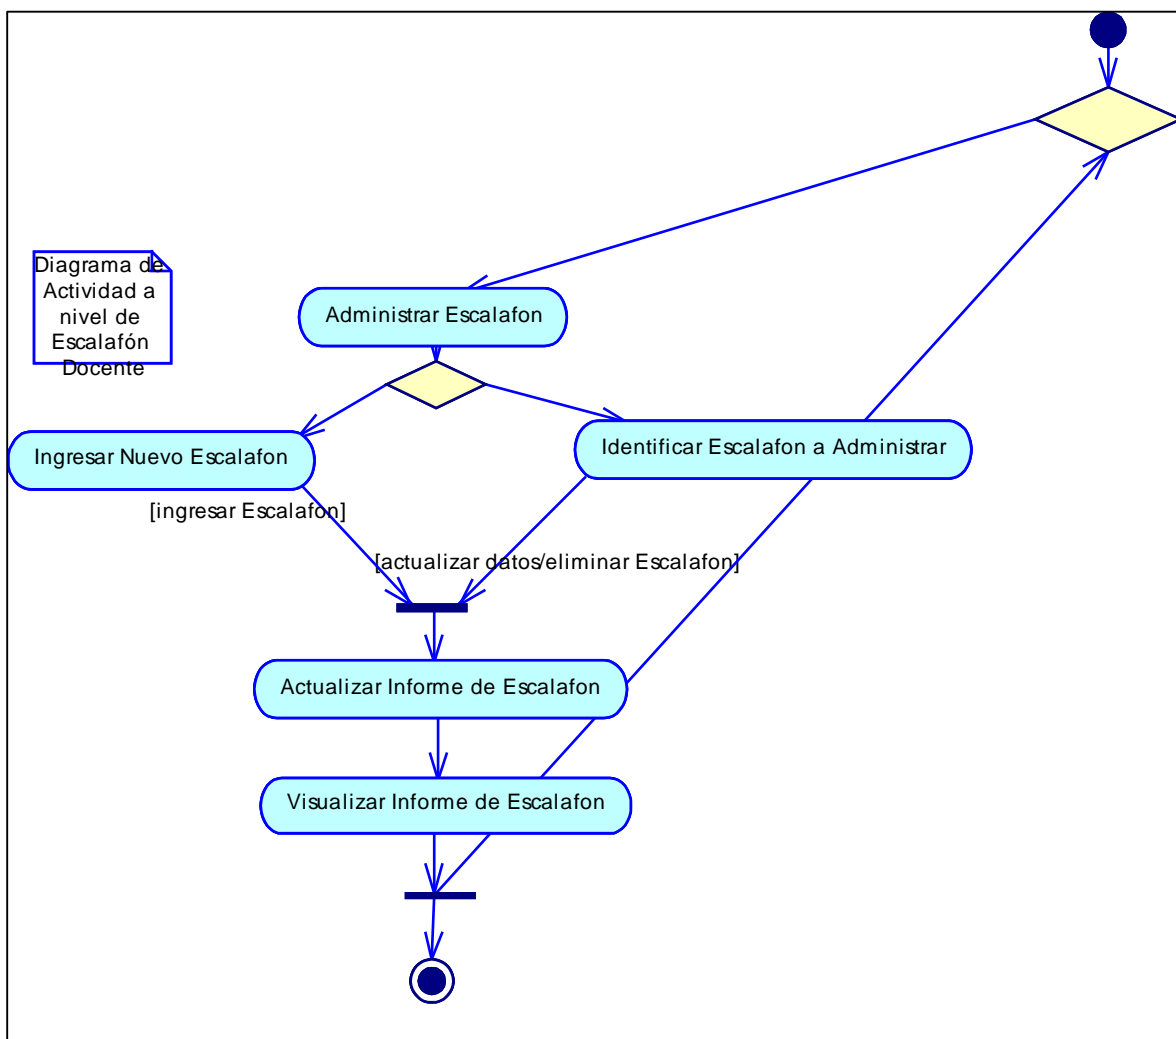 Diagrama de
Actividad a
nivel de
Escalafón
Docente
Administrar Escalafon
Ingresar Nuevo Escalafon
Identificar Escalafon a Administrar
[ingresar Escalafon]
[actualizar datos/eliminar Escalafon]
Actualizar Informe de Escalafon
Visualizar Informe de Escalafon